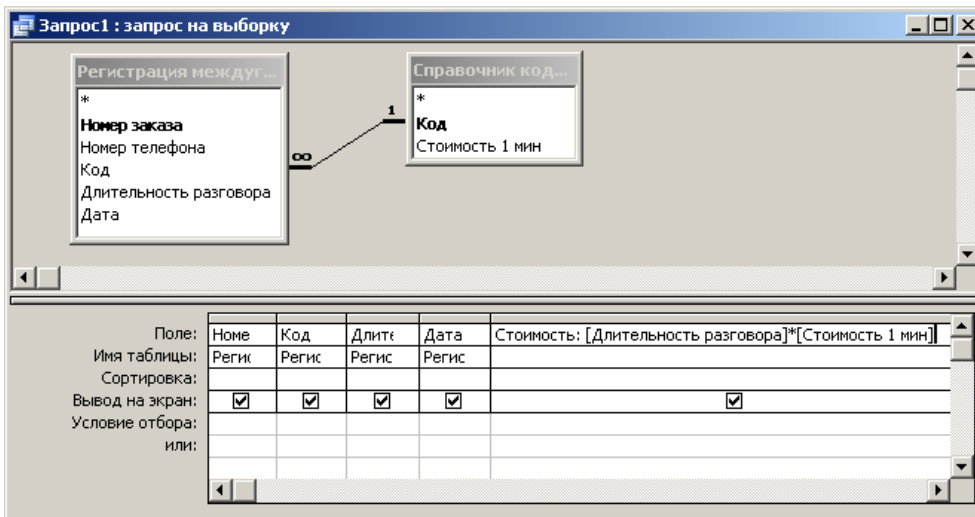 Запрос1 : запрос на выборку
Регистрация междуг...
*
Номер заказа
Номер телефона
Код
Длительность разговора
Дата
∞
1
Справочник код...
*
Код
Стоимость 1 мин
Поле: Номе Код Длите Дата Стоимость: [Длительность разговора]*[Стоимость 1 мин]
Имя таблицы: Регис Регис Регис Регис
Сортировка:
Вывод на экран:
Условие отбора:
или: